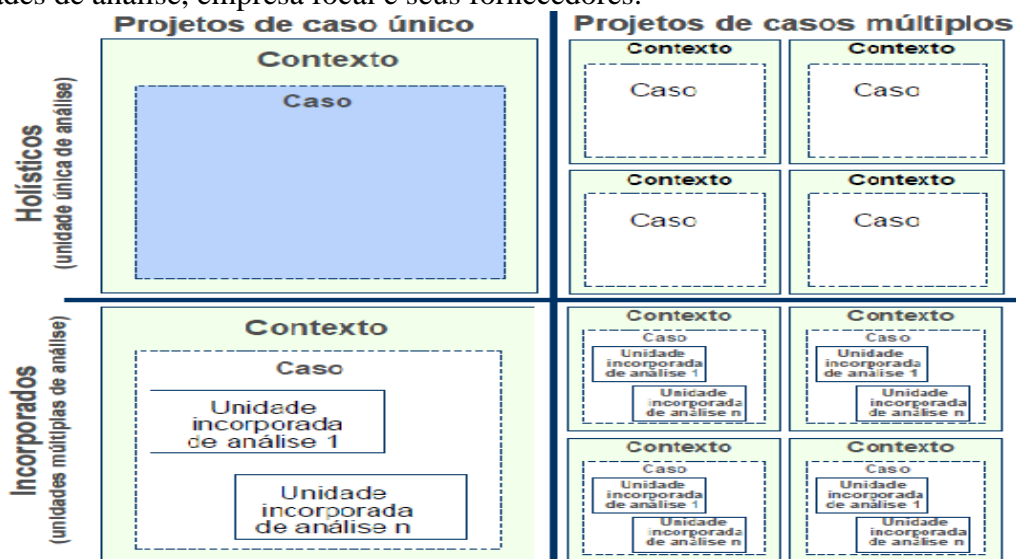 ades de análise, empresa focal e seus fornecedores.
Projetos de caso único
Projetos de casos múltiplos
Holísticos
(unidade única de análise)
Contexto
Caso
Contexto
Caso
Contexto
Caso
Contexto
Caso
Contexto
Caso
Incorporados
(unidades múltiplas de análise)
Contexto
Caso
Unidade
incorporada
de análise 1
Unidade
incorporada
de análise n
Contexto
Caso
Unidade
incorporada
de análise 1
Unidade
incorporada
de análise n
Contexto
Caso
Unidade
incorporada
de análise 1
Unidade
incorporada
de análise n
Contexto
Caso
Unidade
incorporada
de análise 1
Unidade
incorporada
de análise n
Contexto
Caso
Unidade
incorporada
de análise 1
Unidade
incorporada
de análise n